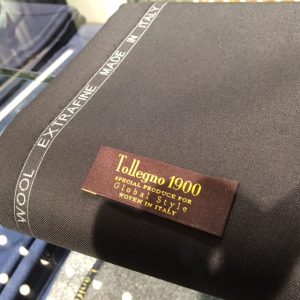 WOOL EXTRAFINE MADE IN ITALY
Tollegno 1900
SPECIAL PRODUCE FOR
Global Style
WOVEN IN ITALY